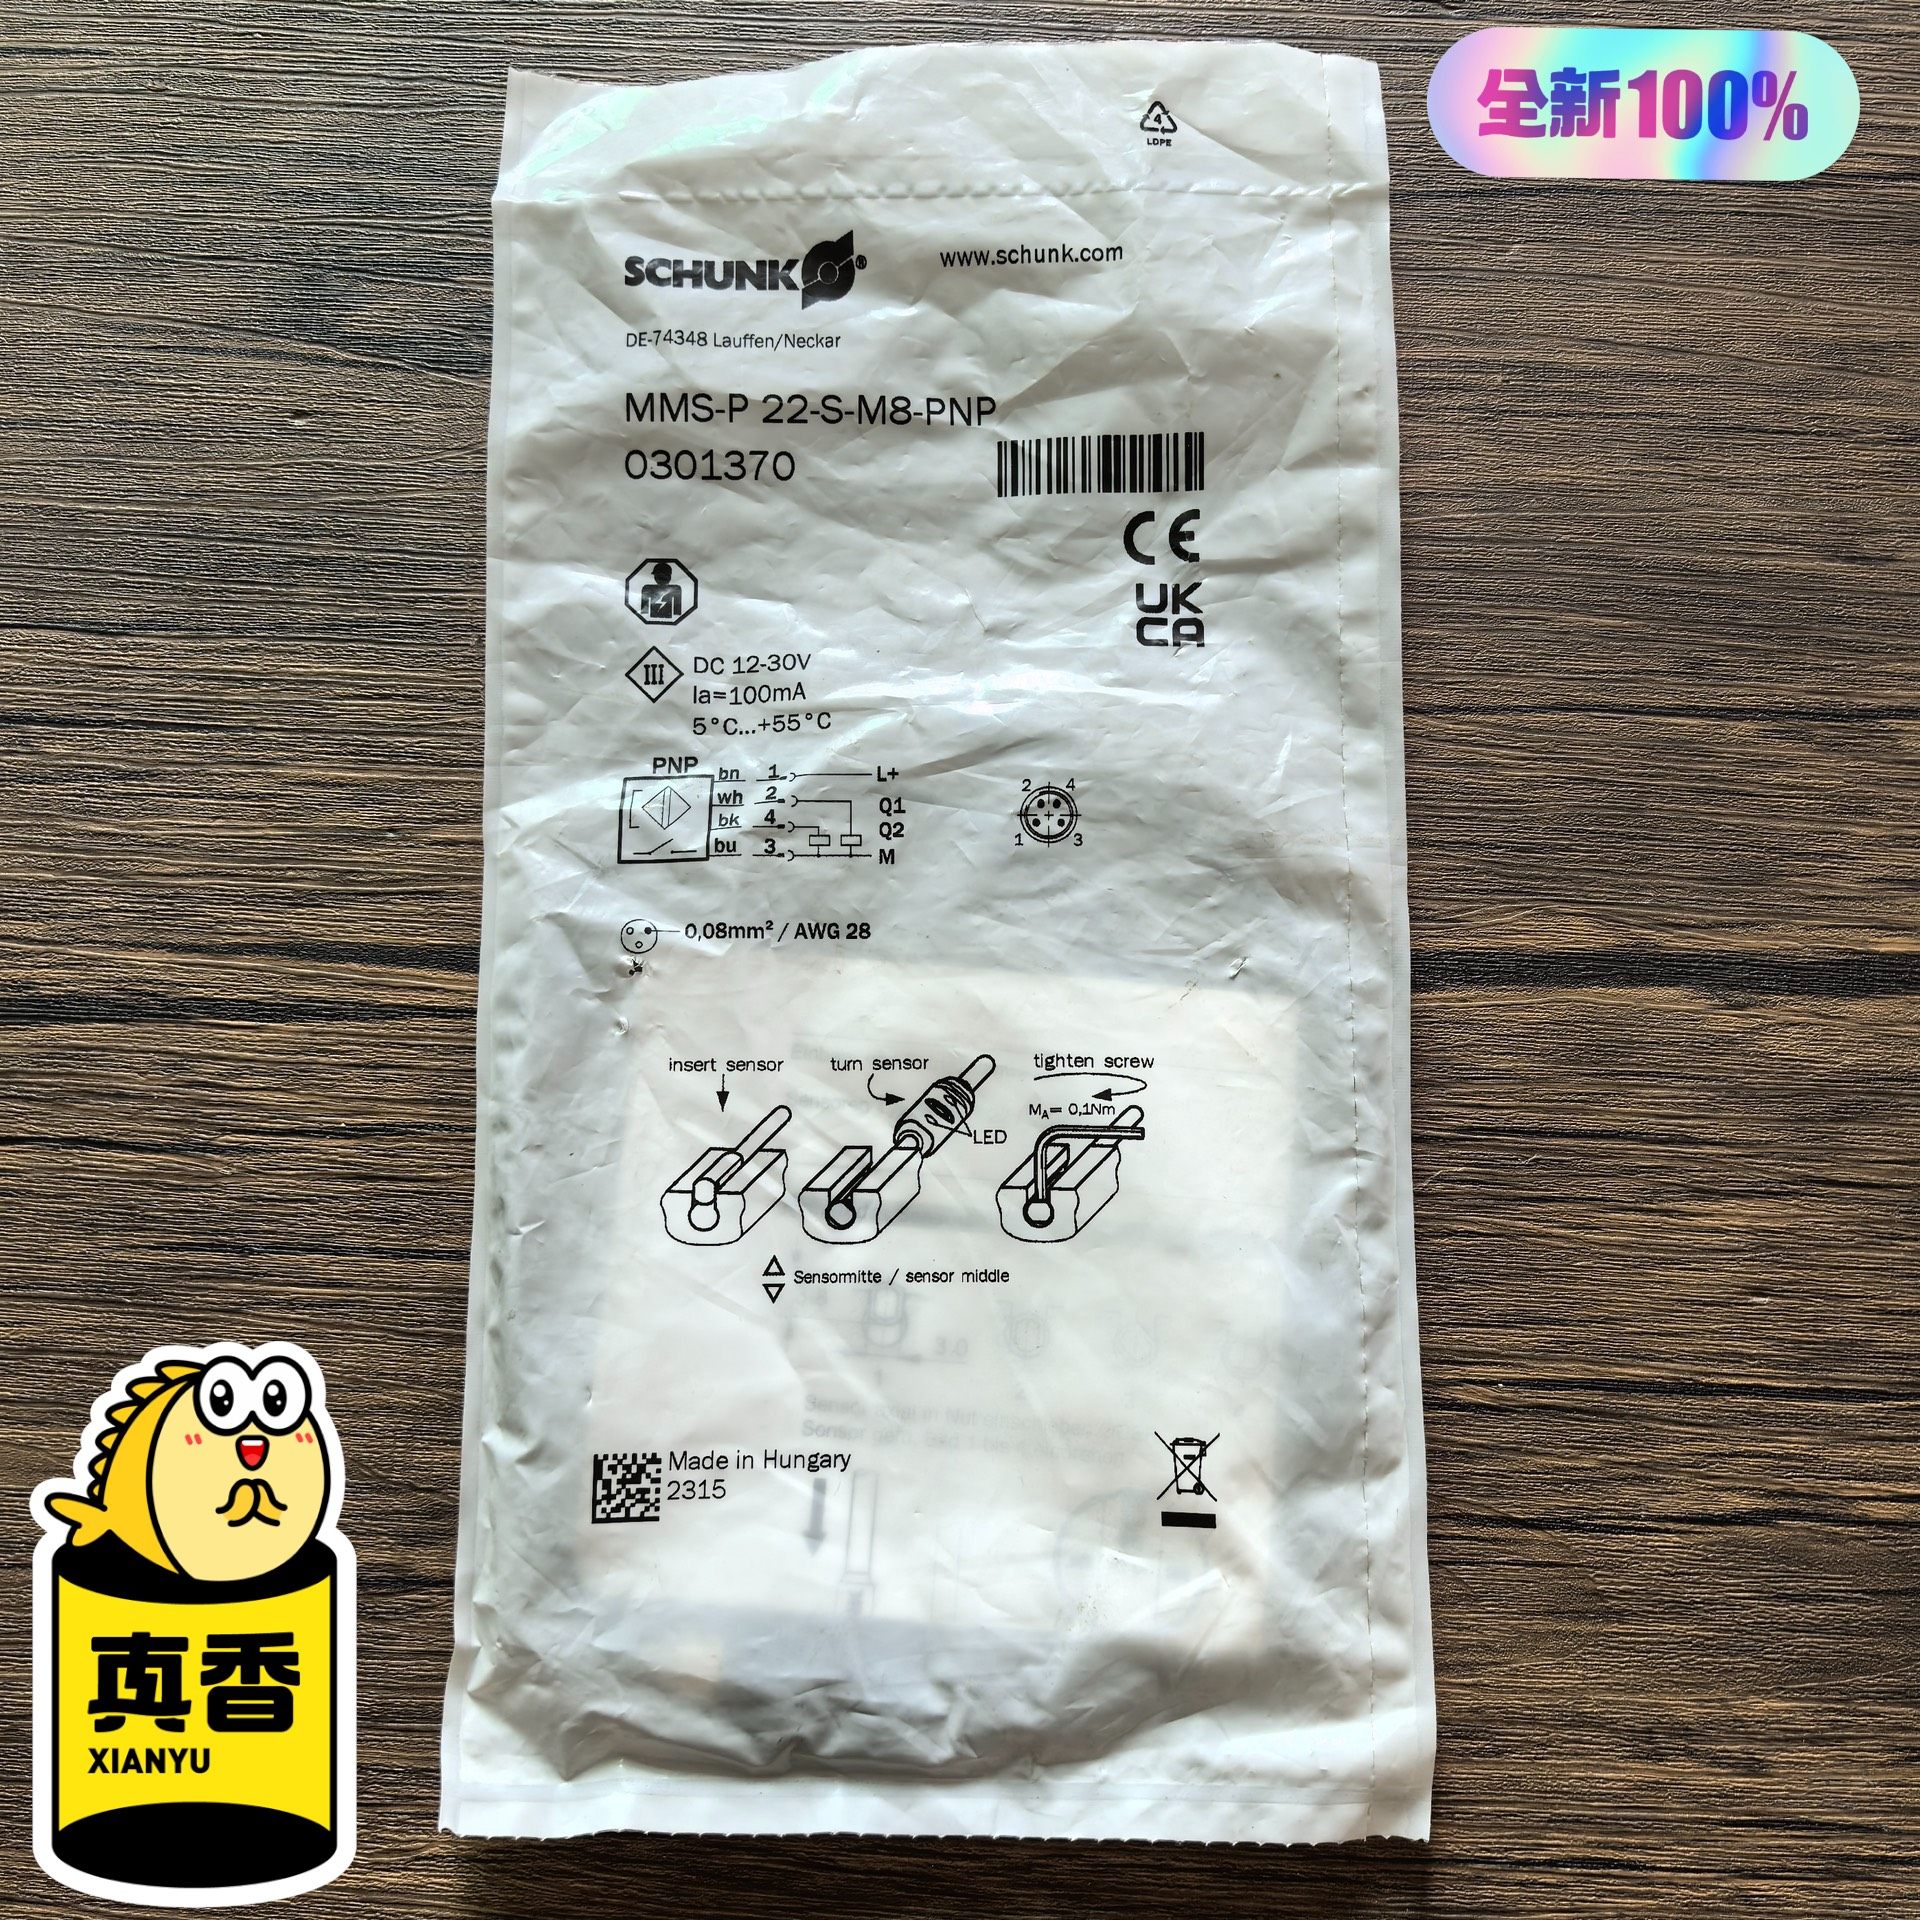 全新100%
4
LDPE
SCHUNK®
www.schunk.com
DE-74348 Lauffen/Neckar
MMS-P 22-S-M8-PNP
0301370
CE
UK
CA
III
DC 12-30V
Ia=100mA
5°C...+55°C
PNP
bn 1 L+
wh 2 Q1
bk 4 Q2
bu 3 M
2 4
1 3
0,08mm² / AWG 28
insert sensor
turn sensor
tighten screw
MA= 0,1Nm
LED
Sensormitte / sensor middle
3.0
Made in Hungary
2315
真香
XIANYU